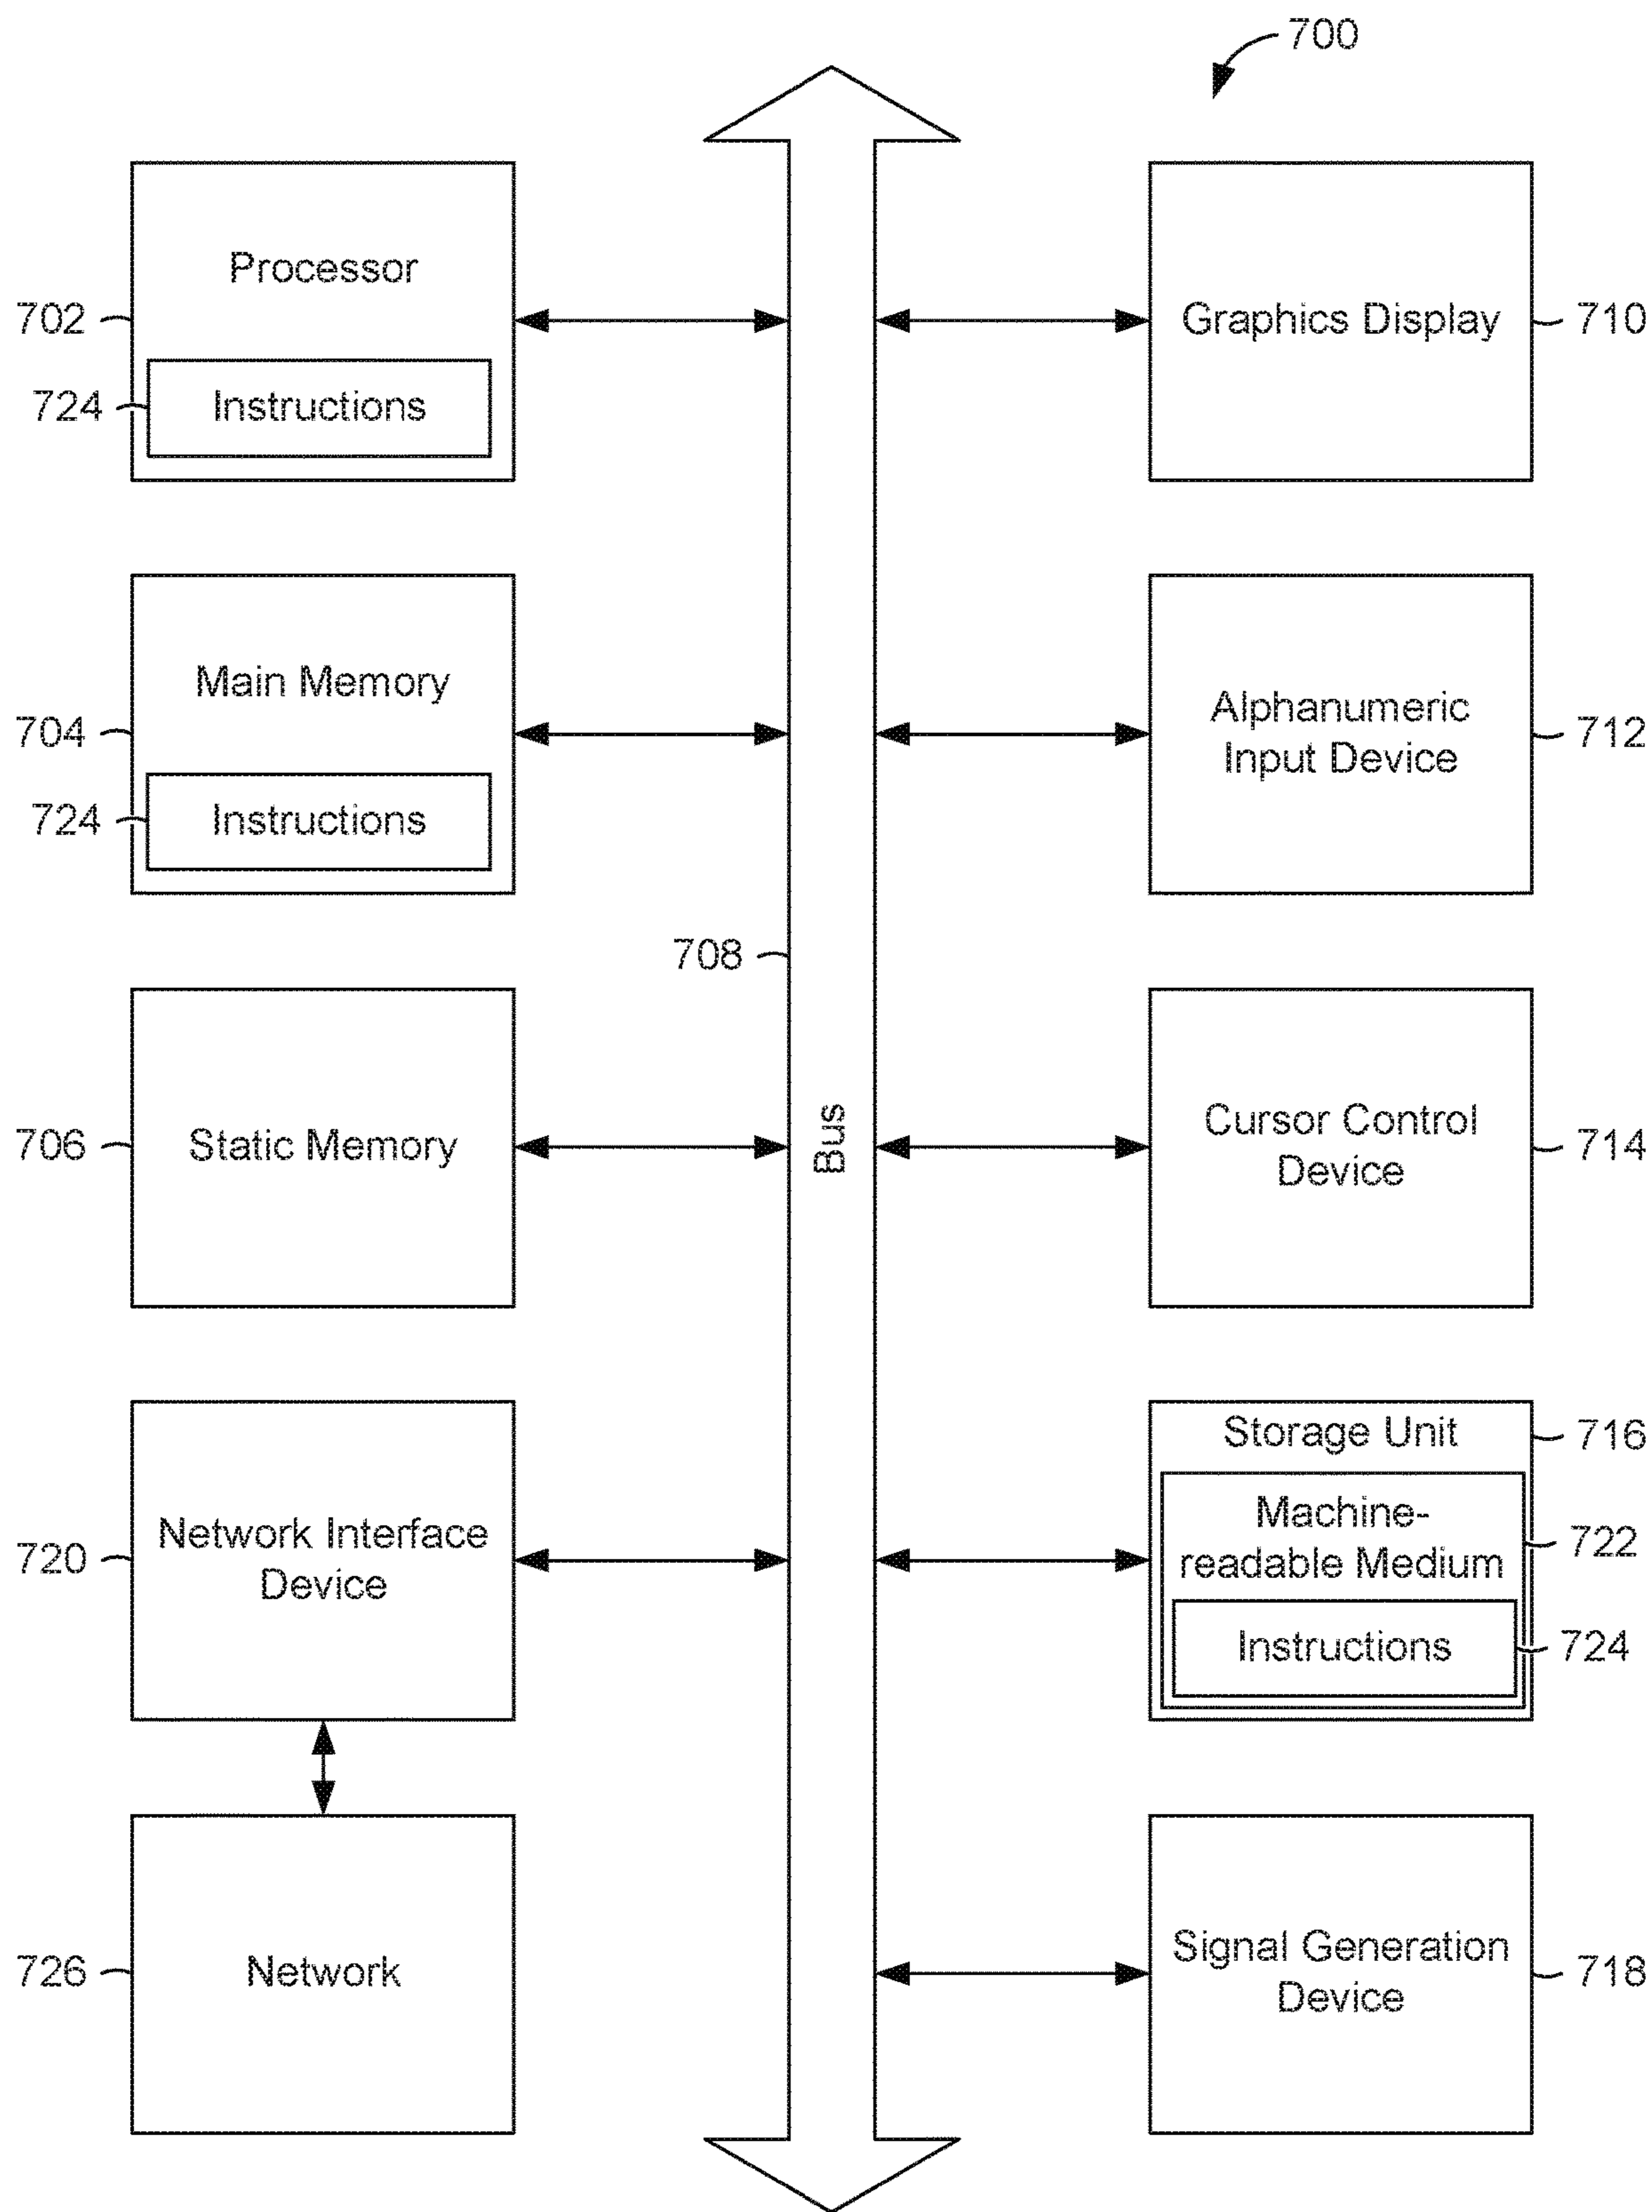 700
Processor
702
724
Instructions
Graphics Display
710
Main Memory
704
724
Instructions
Alphanumeric
Input Device
712
708
Bus
Static Memory
706
Cursor Control
Device
714
Network Interface
Device
720
Storage Unit
716
Machine-
readable Medium
722
Instructions
724
Network
726
Signal Generation
Device
718